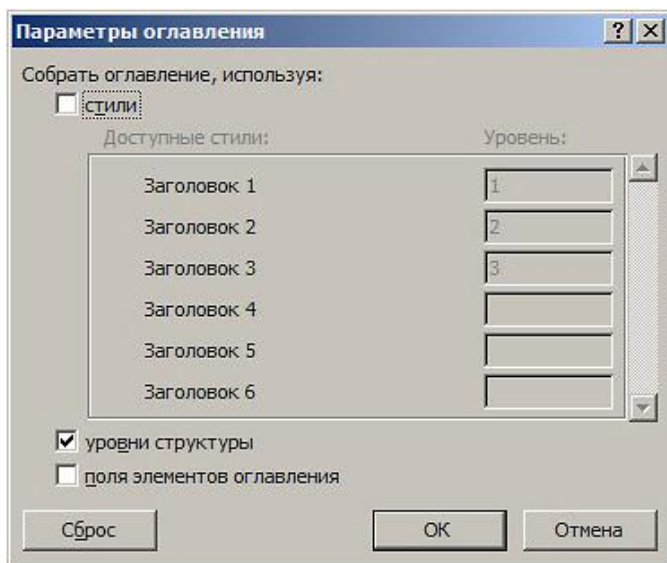 Параметры оглавления
Собрать оглавление, используя:
стили
Доступные стили: Уровень:
Заголовок 1 1
Заголовок 2 2
Заголовок 3 3
Заголовок 4
Заголовок 5
Заголовок 6
уровни структуры
поля элементов оглавления
Сброс ОК Отмена